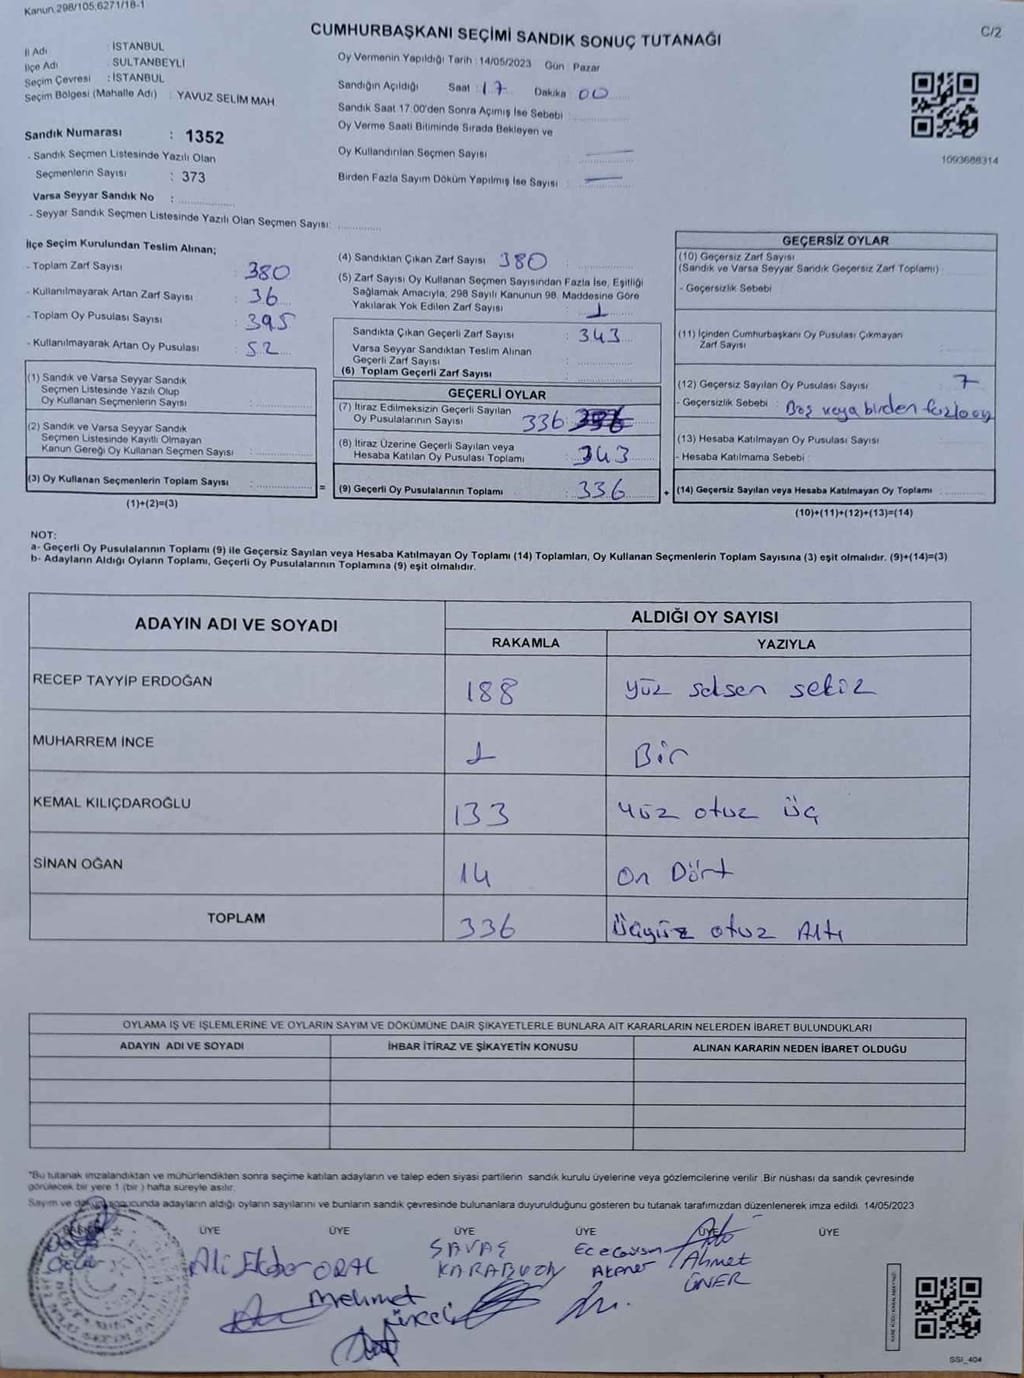 Kanun 298/105,6271/18-1
CUMHURBAŞKANI SEÇİMİ SANDIK SONUÇ TUTANAĞI
C/2
İl Adı : İSTANBUL
İlçe Adı : SULTANBEYLİ
Seçim Çevresi : İSTANBUL
Seçim Bölgesi (Mahalle Adı) : YAVUZ SELİM MAH.
Sandık Numarası : 1352
- Sandık Seçmen Listesinde Yazılı Olan
Seçmenlerin Sayısı : 373
Varsa Seyyar Sandık No :
- Seyyar Sandık Seçmen Listesinde Yazılı Olan Seçmen Sayısı:
Oy Vermenin Yapıldığı Tarih : 14/05/2023 Gün : Pazar
Sandığın Açıldığı Saat : 17 Dakika : 00
Sandık Saat 17:00'den Sonra Açımış İse Sebebi :
Oy Verme Saati Bitiminde Sırada Bekleyen ve
Oy Kullandırılan Seçmen Sayısı :
Birden Fazla Sayım Döküm Yapılmış İse Sayısı :
1093688314
İlçe Seçim Kurulundan Teslim Alınan;
- Toplam Zarf Sayısı : 380
- Kullanılmayarak Artan Zarf Sayısı : 36
- Toplam Oy Pusulası Sayısı : 395
- Kullanılmayarak Artan Oy Pusulası : 52
(1) Sandık ve Varsa Seyyar Sandık
Seçmen Listesinde Yazılı Olup
Oy Kullanan Seçmenlerin Sayısı :
(2) Sandık ve Varsa Seyyar Sandık
Seçmen Listesinde Kayıtlı Olmayan
Kanun Gereği Oy Kullanan Seçmen Sayısı :
(3) Oy Kullanan Seçmenlerin Toplam Sayısı :
(1)+(2)=(3)
=
(4) Sandıktan Çıkan Zarf Sayısı : 380
(5) Zarf Sayısı Oy Kullanan Seçmen Sayısından Fazla İse, Eşitliği
Sağlamak Amacıyla; 298 Sayılı Kanunun 98. Maddesine Göre
Yakılarak Yok Edilen Zarf Sayısı : 1
Sandıkta Çıkan Geçerli Zarf Sayısı : 343
Varsa Seyyar Sandıktan Teslim Alınan
Geçerli Zarf Sayısı :
(6) Toplam Geçerli Zarf Sayısı :
GEÇERLİ OYLAR
(7) İtiraz Edilmeksizin Geçerli Sayılan
Oy Pusulalarının Sayısı : 336
(8) İtiraz Üzerine Geçerli Sayılan veya
Hesaba Katılan Oy Pusulası Toplamı : 343
(9) Geçerli Oy Pusulalarının Toplamı : 336
+
GEÇERSİZ OYLAR
(10) Geçersiz Zarf Sayısı
(Sandık ve Varsa Seyyar Sandık Geçersiz Zarf Toplamı) :
- Geçersizlik Sebebi :
(11) İçinden Cumhurbaşkanı Oy Pusulası Çıkmayan
Zarf Sayısı :
(12) Geçersiz Sayılan Oy Pusulası Sayısı : 7
- Geçersizlik Sebebi : Boş veya birden fazla oy
(13) Hesaba Katılmayan Oy Pusulası Sayısı :
- Hesaba Katılmama Sebebi :
(14) Geçersiz Sayılan veya Hesaba Katılmayan Oy Toplamı :
(10)+(11)+(12)+(13)=(14)
NOT:
a- Geçerli Oy Pusulalarının Toplamı (9) ile Geçersiz Sayılan veya Hesaba Katılmayan Oy Toplamı (14) Toplamları, Oy Kullanan Seçmenlerin Toplam Sayısına (3) eşit olmalıdır. (9)+(14)=(3)
b- Adayların Aldığı Oyların Toplamı, Geçerli Oy Pusulalarının Toplamına (9) eşit olmalıdır.
ADAYIN ADI VE SOYADI
ALDIĞI OY SAYISI
RAKAMLA YAZIYLA
RECEP TAYYİP ERDOĞAN 188 Yüz seksen sekiz
MUHARREM İNCE 1 Bir
KEMAL KILIÇDAROĞLU 133 Yüz otuz üç
SİNAN OĞAN 14 On Dört
TOPLAM 336 Üçyüz otuz Altı
OYLAMA İŞ VE İŞLEMLERİNE VE OYLARIN SAYIM VE DÖKÜMÜNE DAİR ŞİKAYETLERLE BUNLARA AİT KARARLARIN NELERDEN İBARET BULUNDUKLARI
ADAYIN ADI VE SOYADI İHBAR İTİRAZ VE ŞİKAYETİN KONUSU ALINAN KARARIN NEDEN İBARET OLDUĞU
*Bu tutanak imzalandıktan ve mühürlendikten sonra seçime katılan adayların ve talep eden siyasi partilerin sandık kurulu üyelerine veya gözlemcilerine verilir .Bir nüshası da sandık çevresinde
görülecek bir yere 1 (bir ) hafta süreyle asılır.
Sayım ve döküm sonucunda adayların aldığı oyların sayılarını ve bunların sandık çevresinde bulunanlara duyurulduğunu gösteren bu tutanak tarafımızdan düzenlenerek imza edildi. 14/05/2023
ÜYE ÜYE ÜYE ÜYE ÜYE ÜYE
Ali Ekber ORAL
Mehmet
SAVAŞ
KARABUZAN
Akpınar
Ahmet
ÖNER
SSI_404